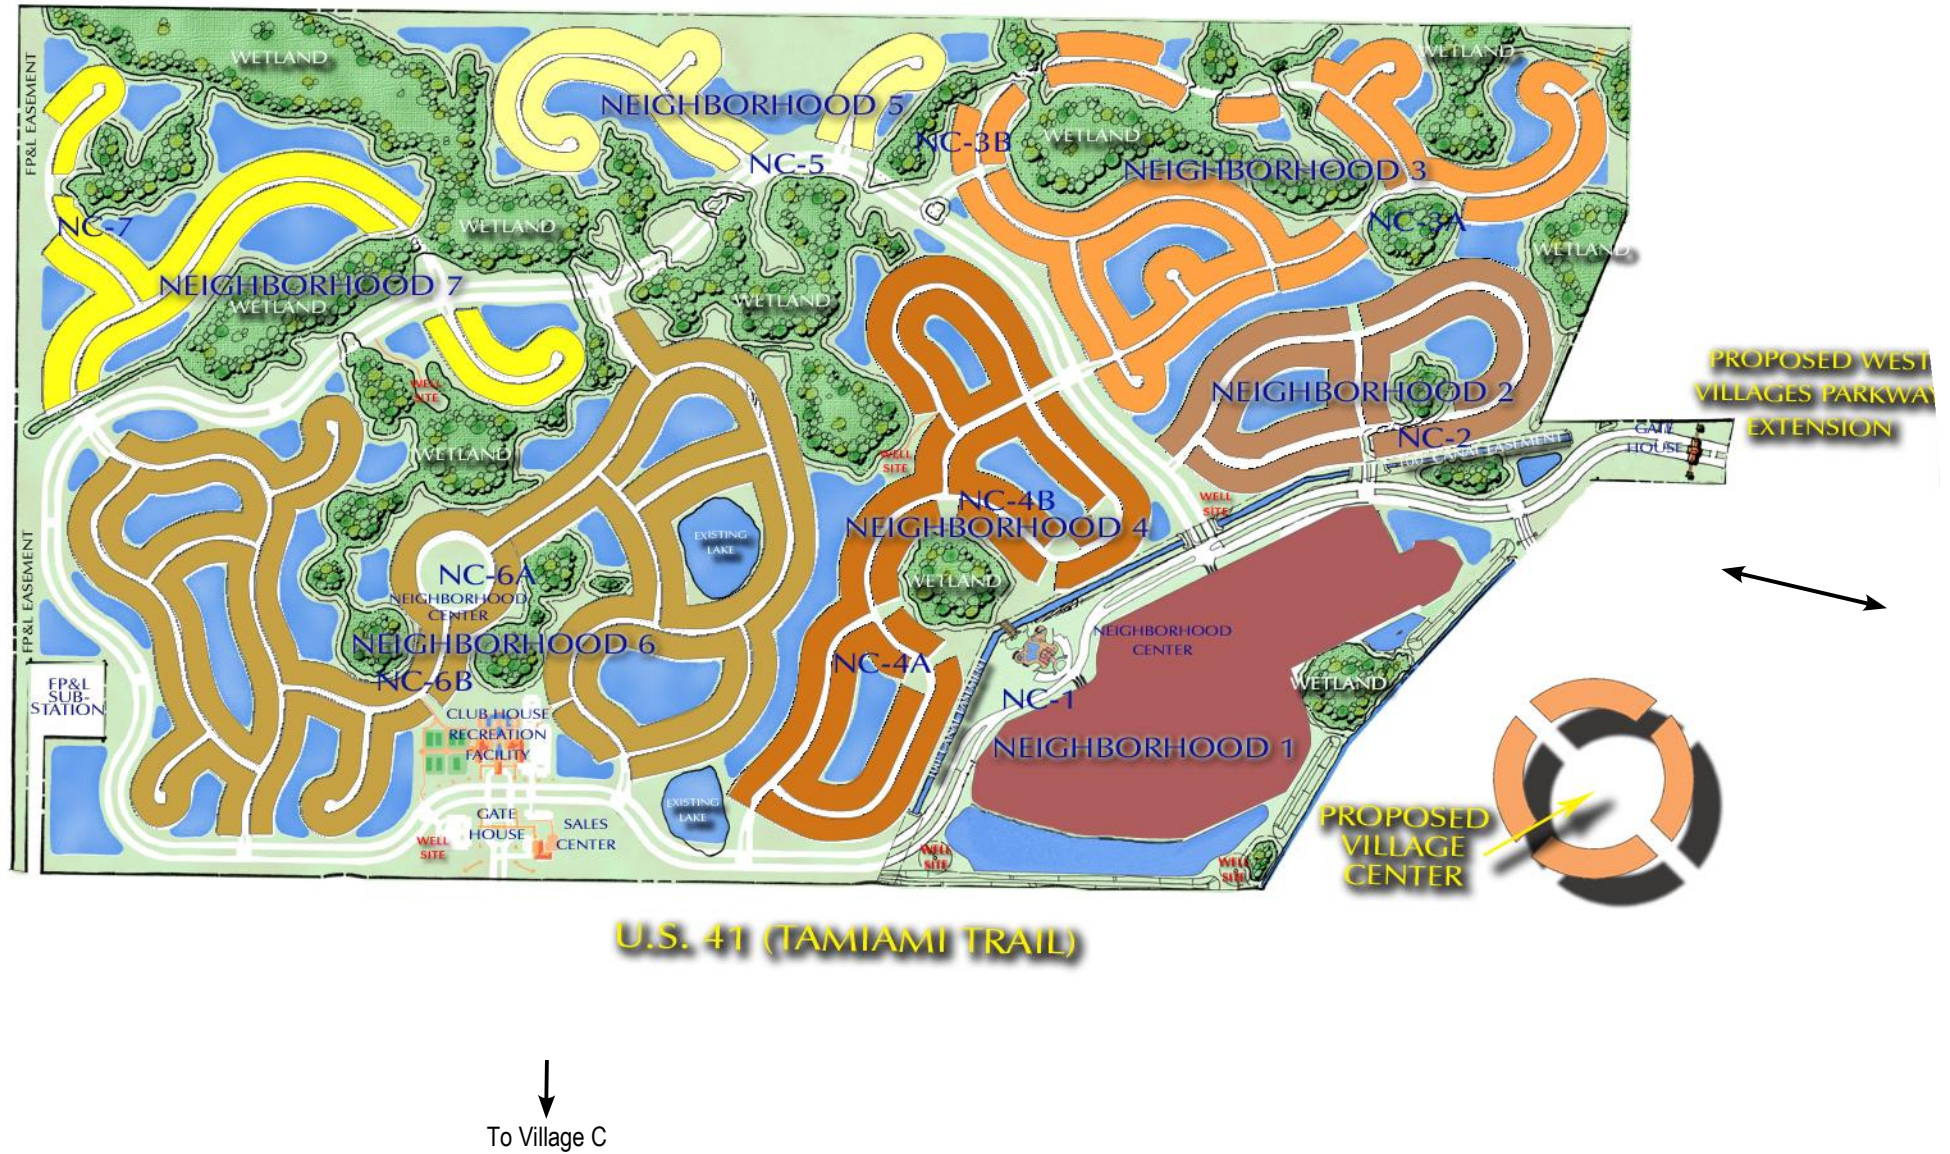 FP&L EASEMENT
WETLAND
WETLAND
NEIGHBORHOOD 5
NC-3B
WETLAND
NC-5
NEIGHBORHOOD 3
NC-7
WETLAND
NC-3A
WETLAND
NEIGHBORHOOD 7
WETLAND
WETLAND
PROPOSED WEST
VILLAGES PARKWAY
EXTENSION
WELL
SITE
NEIGHBORHOOD 2
NC-2
100' CANAL EASEMENT
GATE
HOUSE
WETLAND
WELL
SITE
WELL
SITE
NC-4B
NEIGHBORHOOD 4
EXISTING
LAKE
FP&L EASEMENT
NC-6A
NEIGHBORHOOD
CENTER
WETLAND
NEIGHBORHOOD 6
NC-6B
NEIGHBORHOOD
CENTER
NC-4A
FP&L
SUB-
STATION
NC-1
WETLAND
CLUB HOUSE
RECREATION
FACILITY
NEIGHBORHOOD 1
EXISTING
LAKE
GATE
HOUSE
SALES
CENTER
WELL
SITE
WELL
SITE
WELL
SITE
PROPOSED
VILLAGE
CENTER
U.S. 41 (TAMIAMI TRAIL)
To Village C